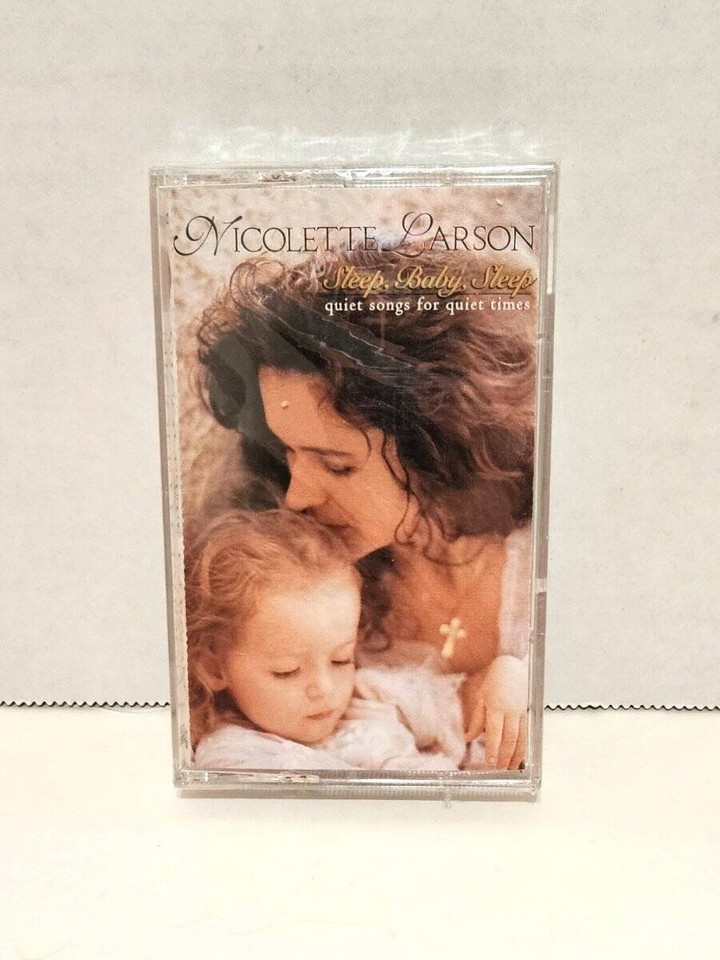 NICOLETTE LARSON
Sleep, Baby, Sleep
quiet songs for quiet times